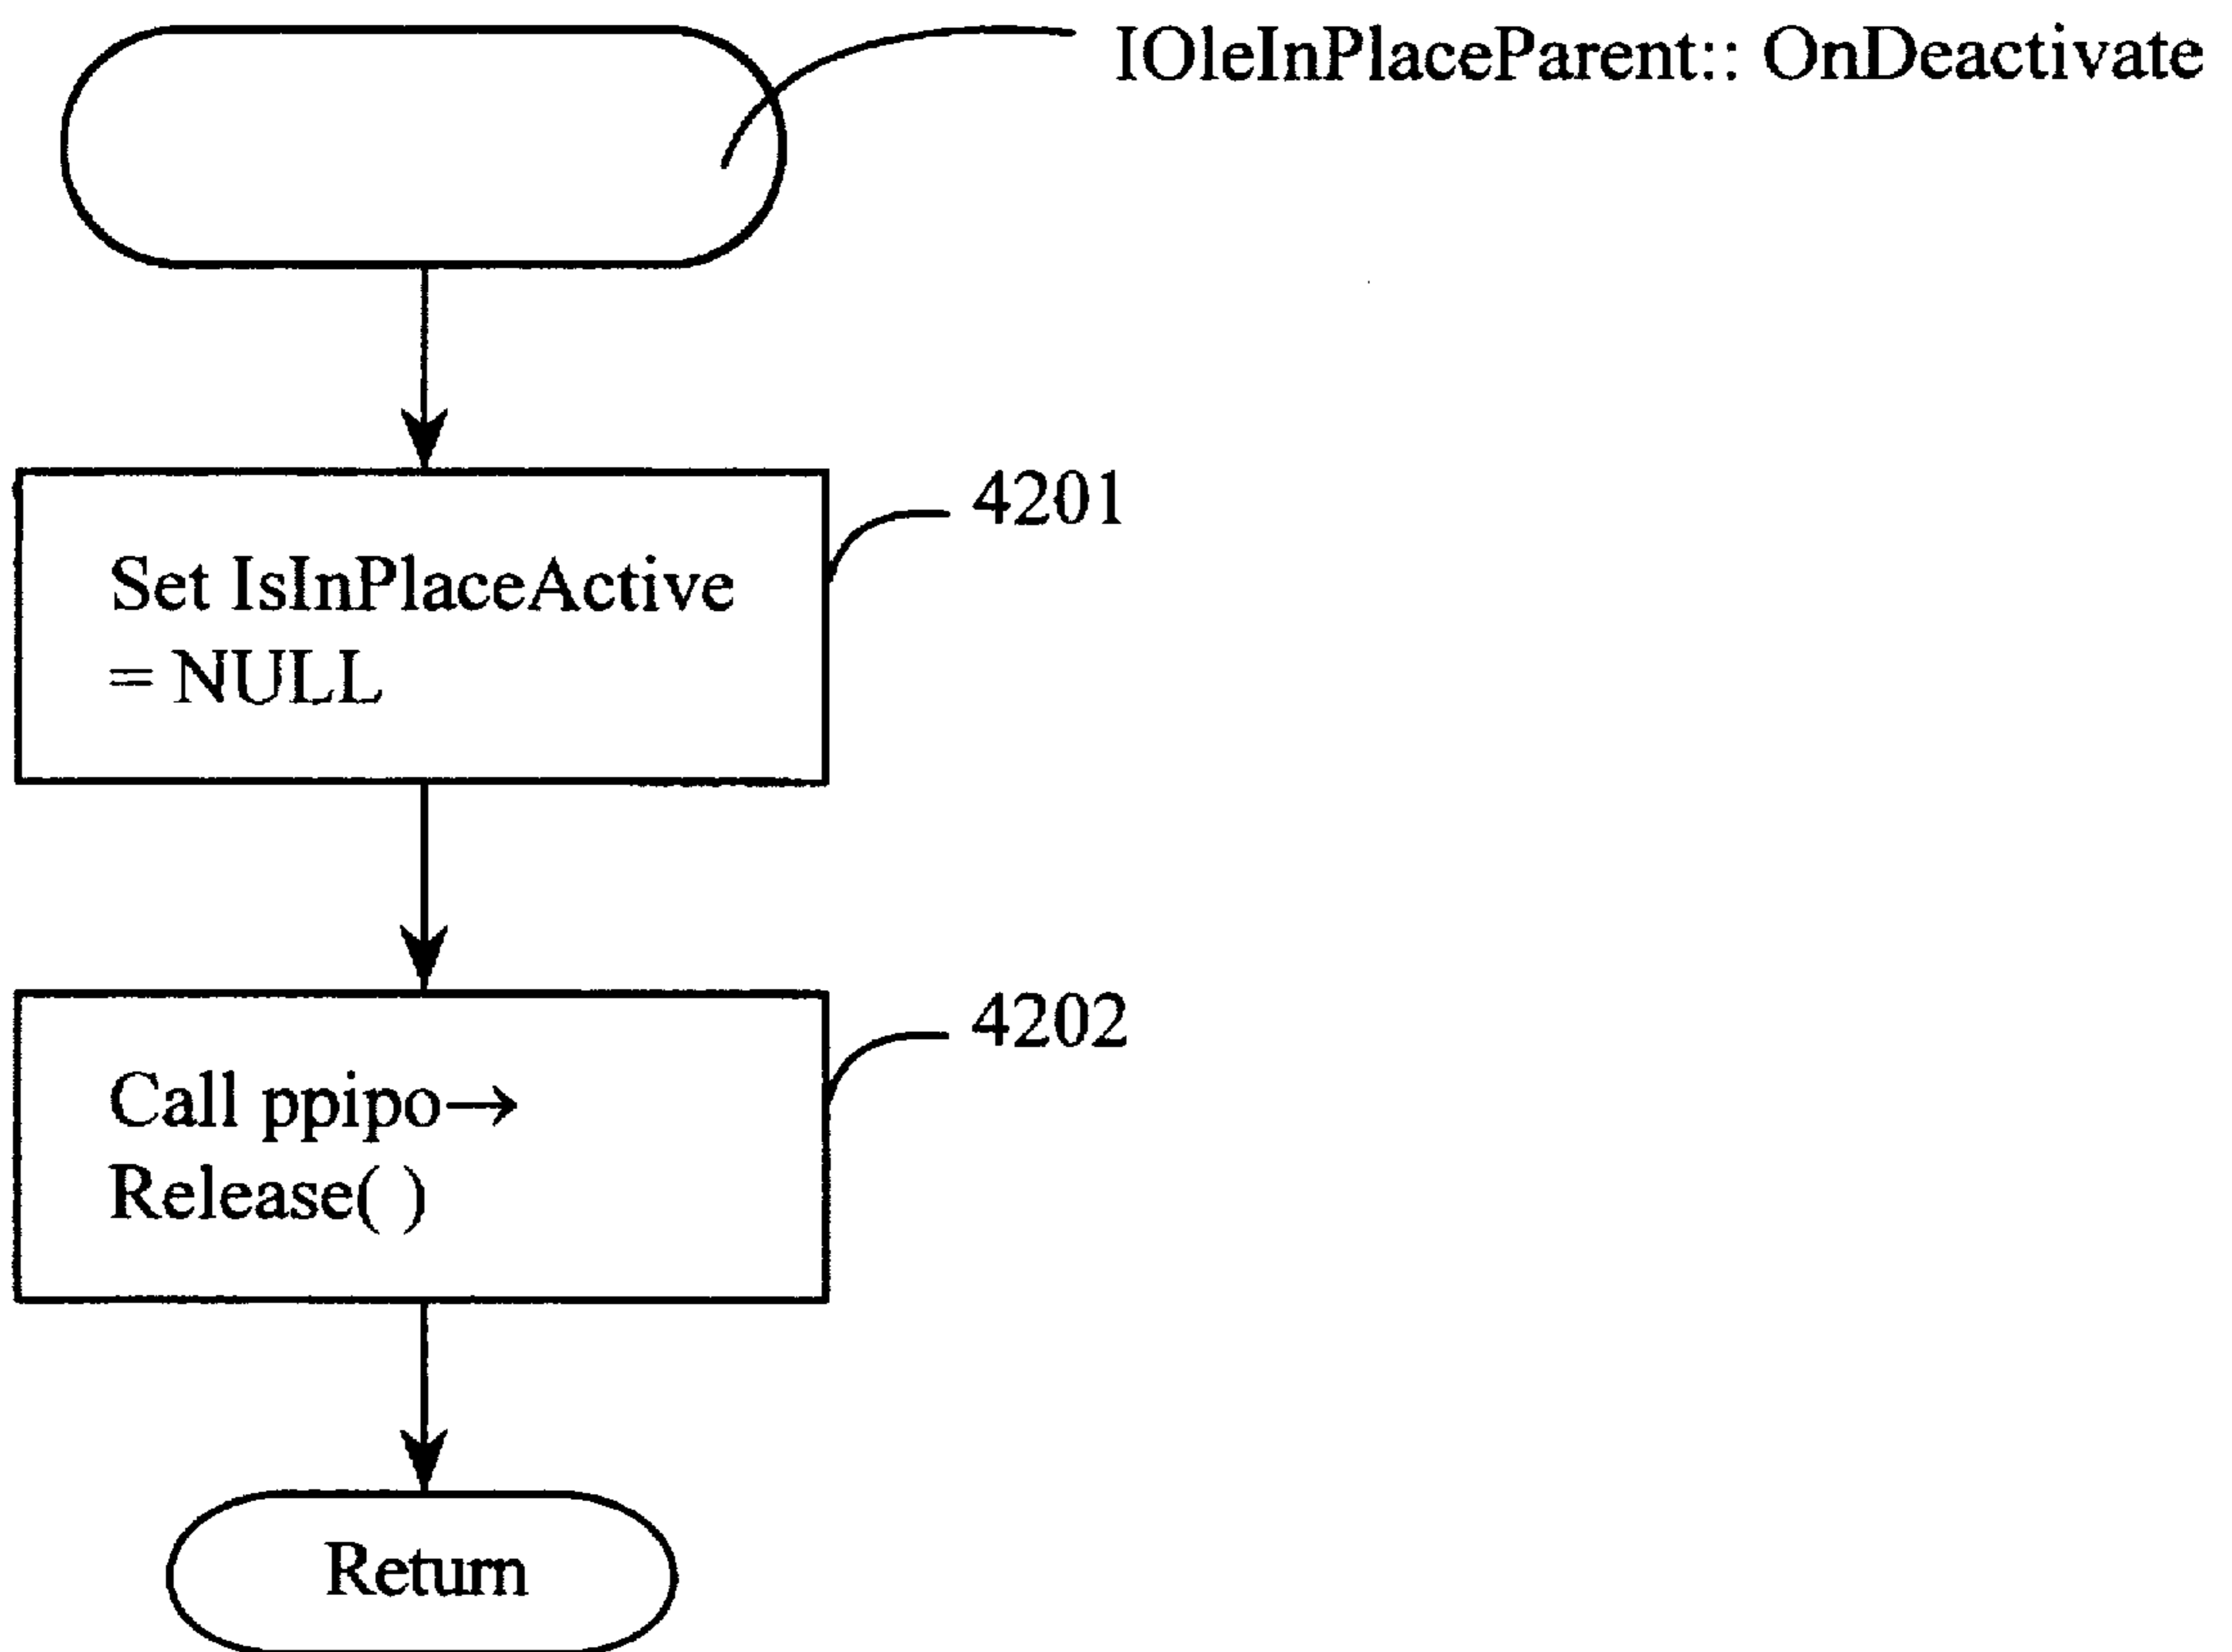 IOleInPlaceParent:: OnDeactivate
4201
Set IsInPlaceActive
= NULL
4202
Call ppipo→
Release( )
Return